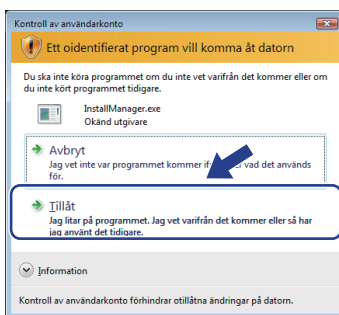 Kontroll av användarkonto
Ett oidentifierat program vill komma åt datorn
Du ska inte köra programmet om du inte vet varifrån det kommer eller om
du inte kört programmet tidigare.
InstallManager.exe
Okänd utgivare
Avbryt
Jag vet inte var programmet kommer vad det används
för.
Tillåt
Jag litar på programmet. Jag vet varifrån det kommer eller så har
jag använt det tidigare.
Information
Kontroll av användarkonto förhindrar otillåtna ändringar på datorn.